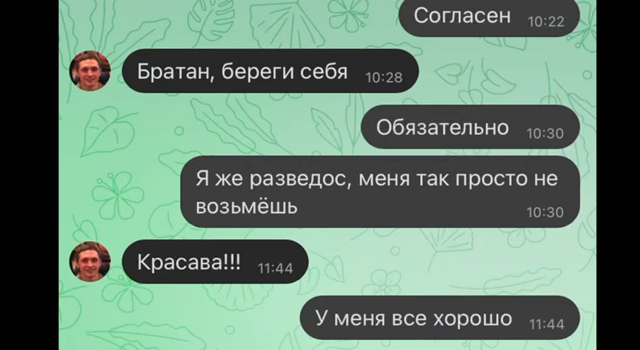 Согласен 10:22
Братан, береги себя 10:28
Обязательно 10:30
Я же разведос, меня так просто не
возьмёшь 10:30
Красава!!! 11:44
У меня все хорошо 11:44